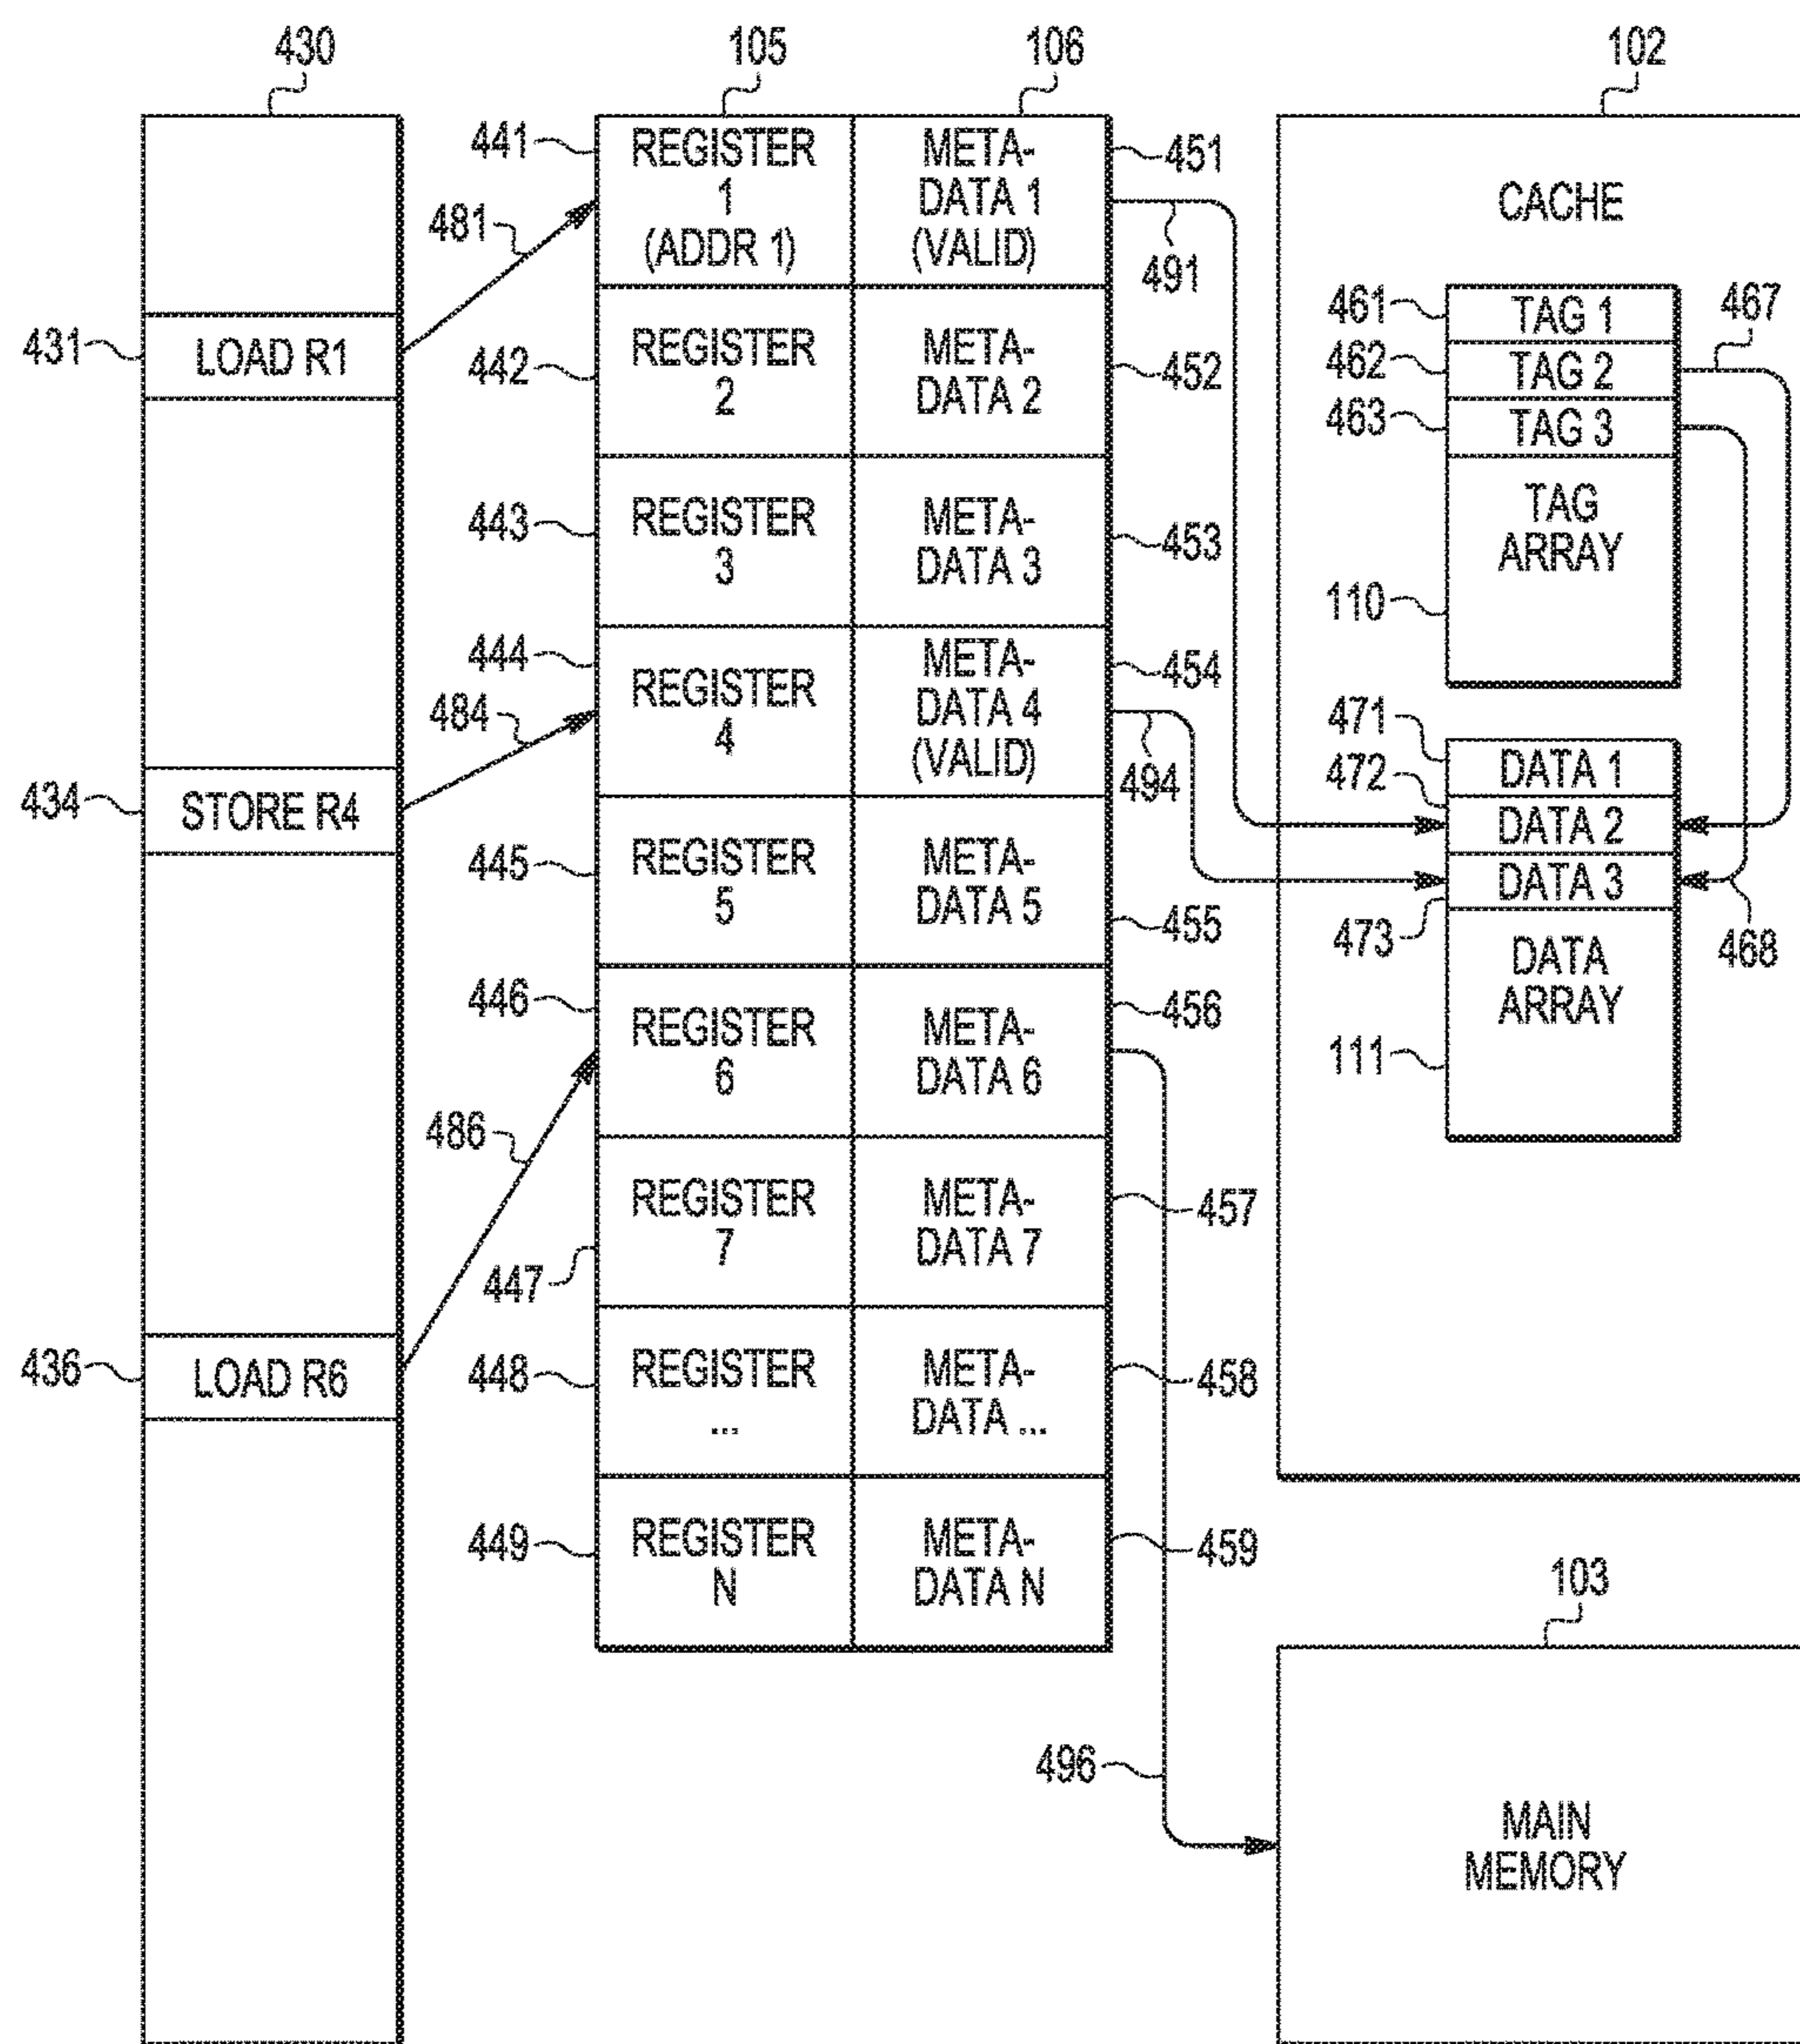 430
105
106
102
441
REGISTER
1
(ADDR 1)
META-
DATA 1
(VALID)
451
481
491
CACHE
431
LOAD R1
442
REGISTER
2
META-
DATA 2
452
461
TAG 1
467
462
TAG 2
463
TAG 3
TAG
ARRAY
110
443
REGISTER
3
META-
DATA 3
453
444
REGISTER
4
META-
DATA 4
(VALID)
454
484
494
434
STORE R4
471
DATA 1
472
DATA 2
DATA 3
473
468
DATA
ARRAY
111
445
REGISTER
5
META-
DATA 5
455
446
REGISTER
6
META-
DATA 6
456
486
447
REGISTER
7
META-
DATA 7
457
436
LOAD R6
448
REGISTER
...
META-
DATA ...
458
449
REGISTER
N
META-
DATA N
459
103
496
MAIN
MEMORY